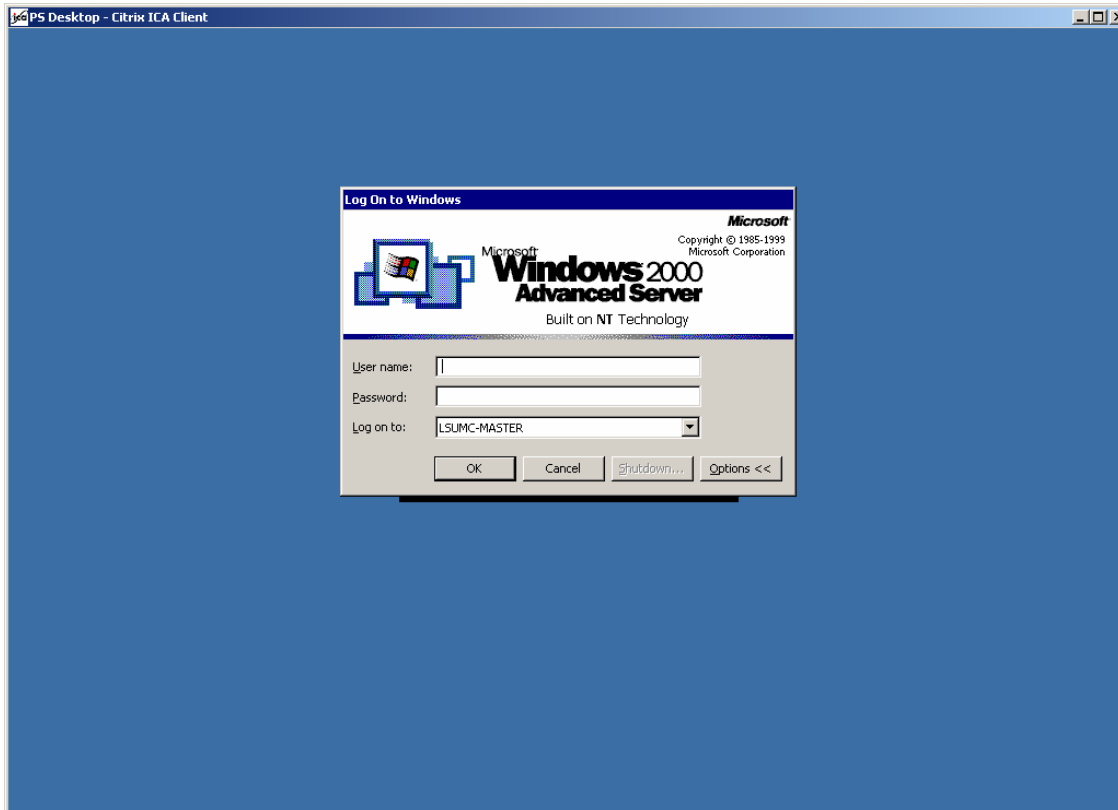 PS Desktop - Citrix ICA Client
Log On to Windows
Microsoft
Copyright © 1985-1999
Microsoft Corporation
Microsoft
Windows 2000
Advanced Server
Built on NT Technology
User name:
Password:
Log on to:
LSUMC-MASTER
OK
Cancel
Shutdown...
Options <<